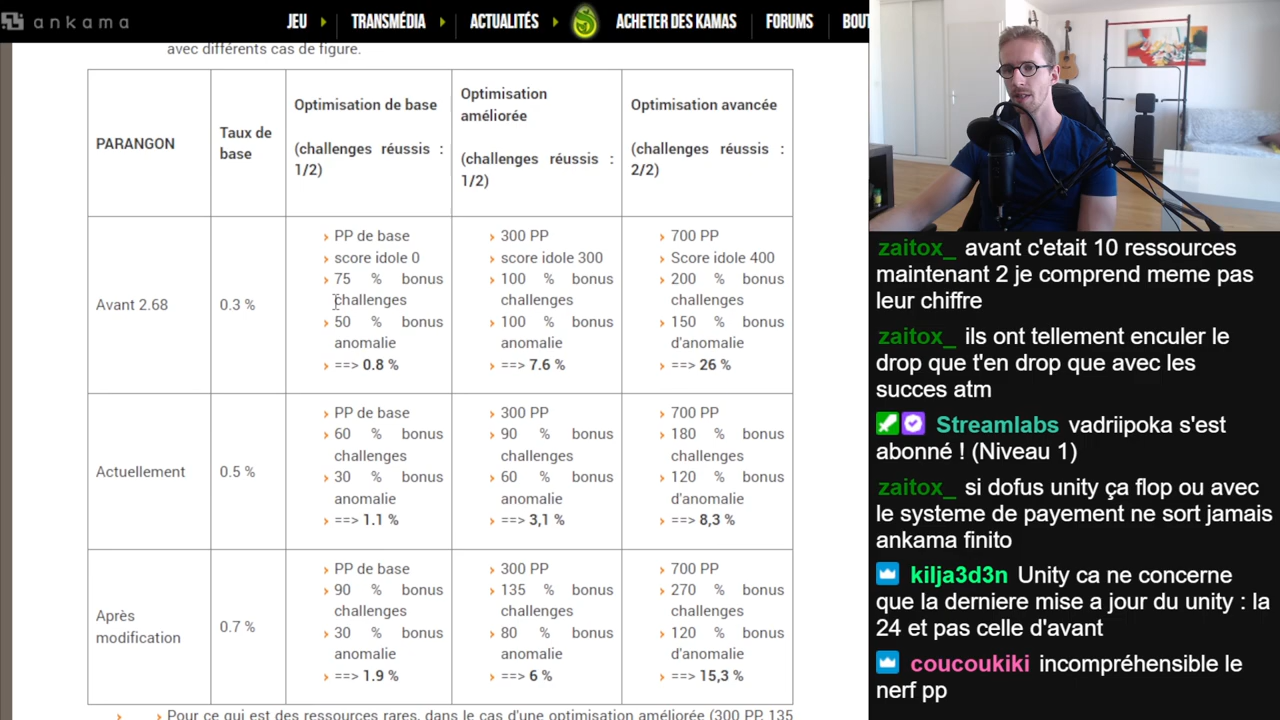 ankama
JEU
TRANSMÉDIA
ACTUALITÉS
ACHETER DES KAMAS
FORUMS
BOUT
avec différents cas de figure.
PARANGON
Taux de
base
Optimisation de base
(challenges réussis :
1/2)
Optimisation
améliorée
(challenges réussis :
1/2)
Optimisation avancée
(challenges réussis :
2/2)
Avant 2.68
0.3 %
PP de base
score idole 0
75 % bonus
challenges
50 % bonus
anomalie
==> 0.8 %
300 PP
score idole 300
100 % bonus
challenges
100 % bonus
anomalie
==> 7.6 %
700 PP
Score idole 400
200 % bonus
challenges
150 % bonus
d'anomalie
==> 26 %
Actuellement
0.5 %
PP de base
60 % bonus
challenges
30 % bonus
anomalie
==> 1.1 %
300 PP
90 % bonus
challenges
60 % bonus
anomalie
==> 3,1 %
700 PP
180 % bonus
challenges
120 % bonus
d'anomalie
==> 8,3 %
Après
modification
0.7 %
PP de base
90 % bonus
challenges
30 % bonus
anomalie
==> 1.9 %
300 PP
135 % bonus
challenges
80 % bonus
anomalie
==> 6 %
700 PP
270 % bonus
challenges
120 % bonus
d'anomalie
==> 15,3 %
Pour ce qui est des ressources rares, dans le cas d'une optimisation améliorée (300 PP, 135
zaitox_ avant c'etait 10 ressources
maintenant 2 je comprend meme pas
leur chiffre
zaitox_ ils ont tellement enculer le
drop que t'en drop que avec les
succes atm
Streamlabs vadriipoka s'est
abonné ! (Niveau 1)
zaitox_ si dofus unity ça flop ou avec
le systeme de payement ne sort jamais
ankama finito
kilja3d3n Unity ca ne concerne
que la derniere mise a jour du unity : la
24 et pas celle d'avant
coucoukiki incompréhensible le
nerf pp